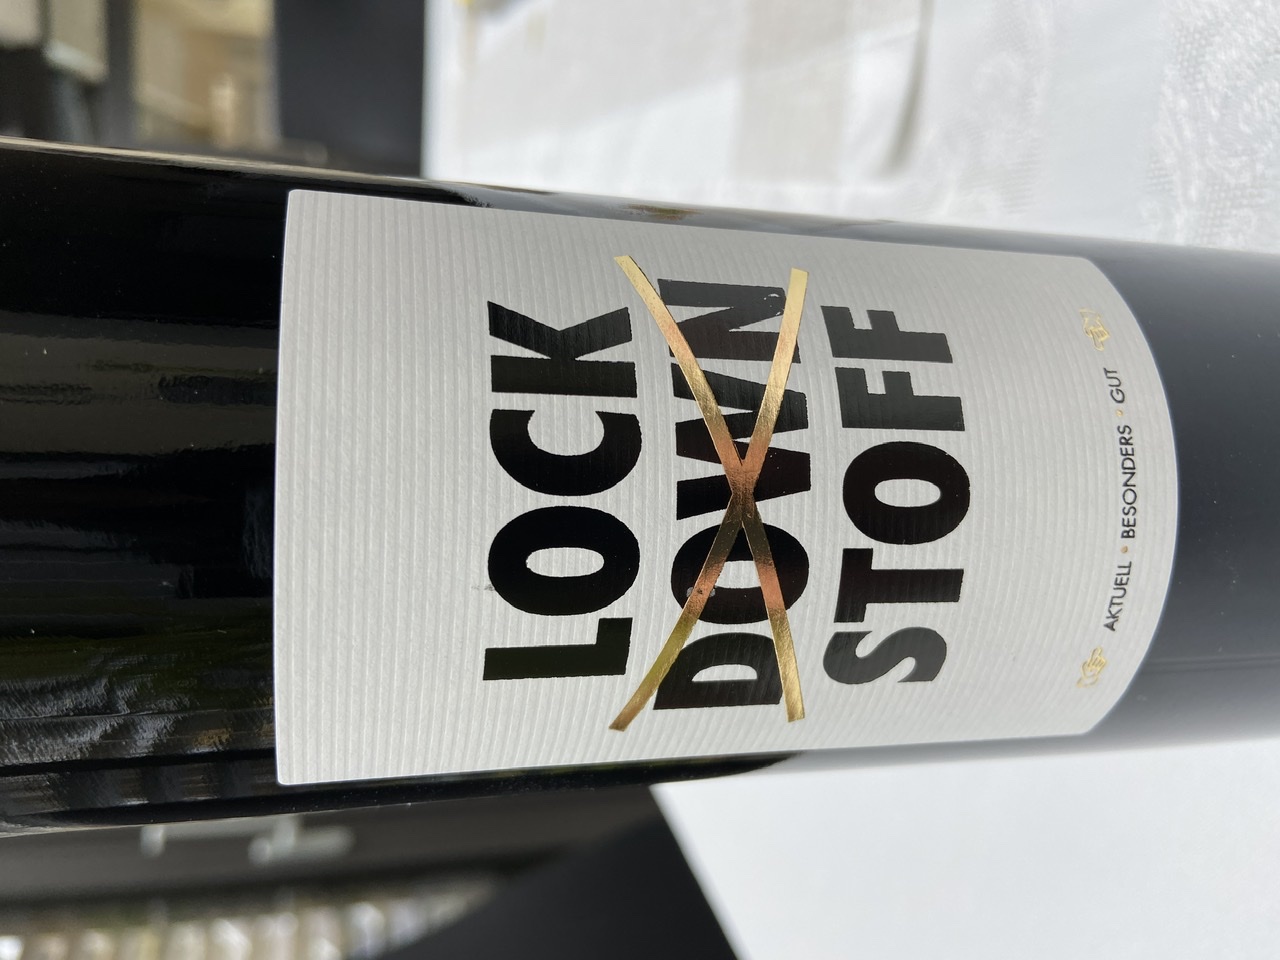 LOCK
DOWN
STOFF
AKTUELL • BESONDERS • GUT